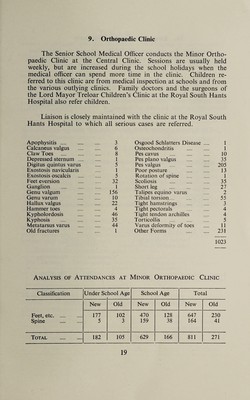 9. Orthopaedic Clinic
The Senior School Medical Officer conducts the Minor Ortho-
paedic Clinic at the Central Clinic. Sessions are usually held
weekly, but are increased during the school holidays when the
medical officer can spend more time in the clinic. Children re-
ferred to this clinic are from medical inspection at schools and from
the various outlying clinics. Family doctors and the surgeons of
the Lord Mayor Treloar Children's Clinic at the Royal South Hants
Hospital also refer children.
Liaison is closely maintained with the clinic at the Royal South
Hants Hospital to which all serious cases are referred.
Apophysitis ... 3
Calcaneus valgus ... 6
Claw Toes ... 8
Depressed sternum ... 1
Digitus quintus varus ... 5
Exostosis navicularis ... 1
Exostosis escalcis ... 5
Feet eversion ... 32
Ganglion ... 1
Genu valgum ... 156
Genu varum ... 10
Hallux valgus ... 22
Hammer toes ... 4
Kypholordosis ... 46
Kyphosis ... 35
Metatarsus varus ... 44
Old fractures ... 1
Osgood Schlatters Disease ... 1
Osteochondritis ... 2
Pes cavus ... 10
Pes plano valgus ... 35
Pes valgus ... 205
Poor posture ... 13
Rotation of spine ... 1
Scoliosis ... 35
Short leg ... 27
Talipes equino varus ... 2
Tibial torsion ... 55
Tight hamstrings ... 3
Tight pectorals ... 4
Tight tendon archilles ... 4
Torticollis ... 5
Varus deformity of toes ... 11
Other Forms ... 231
1023
Analysis of Attendances at Minor Orthopaedic Clinic
Classification Under School Age School Age Total
New Old New Old New Old
Feet, etc. ... 177 102 470 128 647 230
Spine ... 5 3 159 38 164 41
Total ... 182 105 629 166 811 271
19